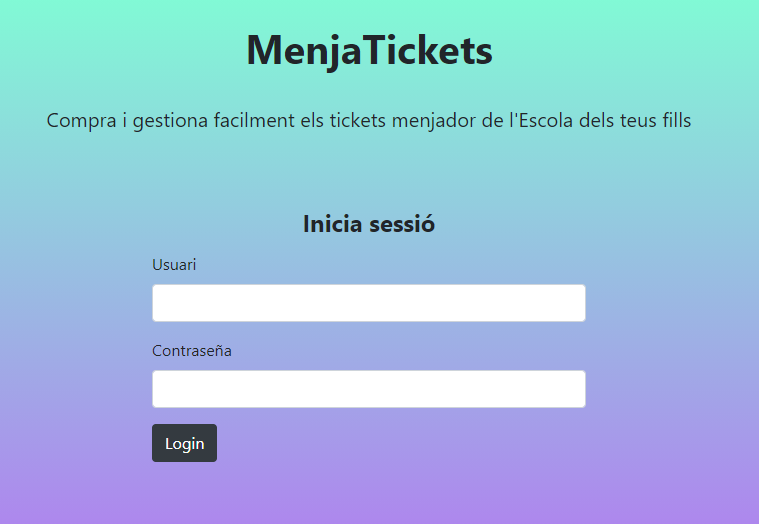 MenjaTickets
Compra i gestiona facilment els tickets menjador de l'Escola dels teus fills
Inicia sessió
Usuari
Contraseña
Login